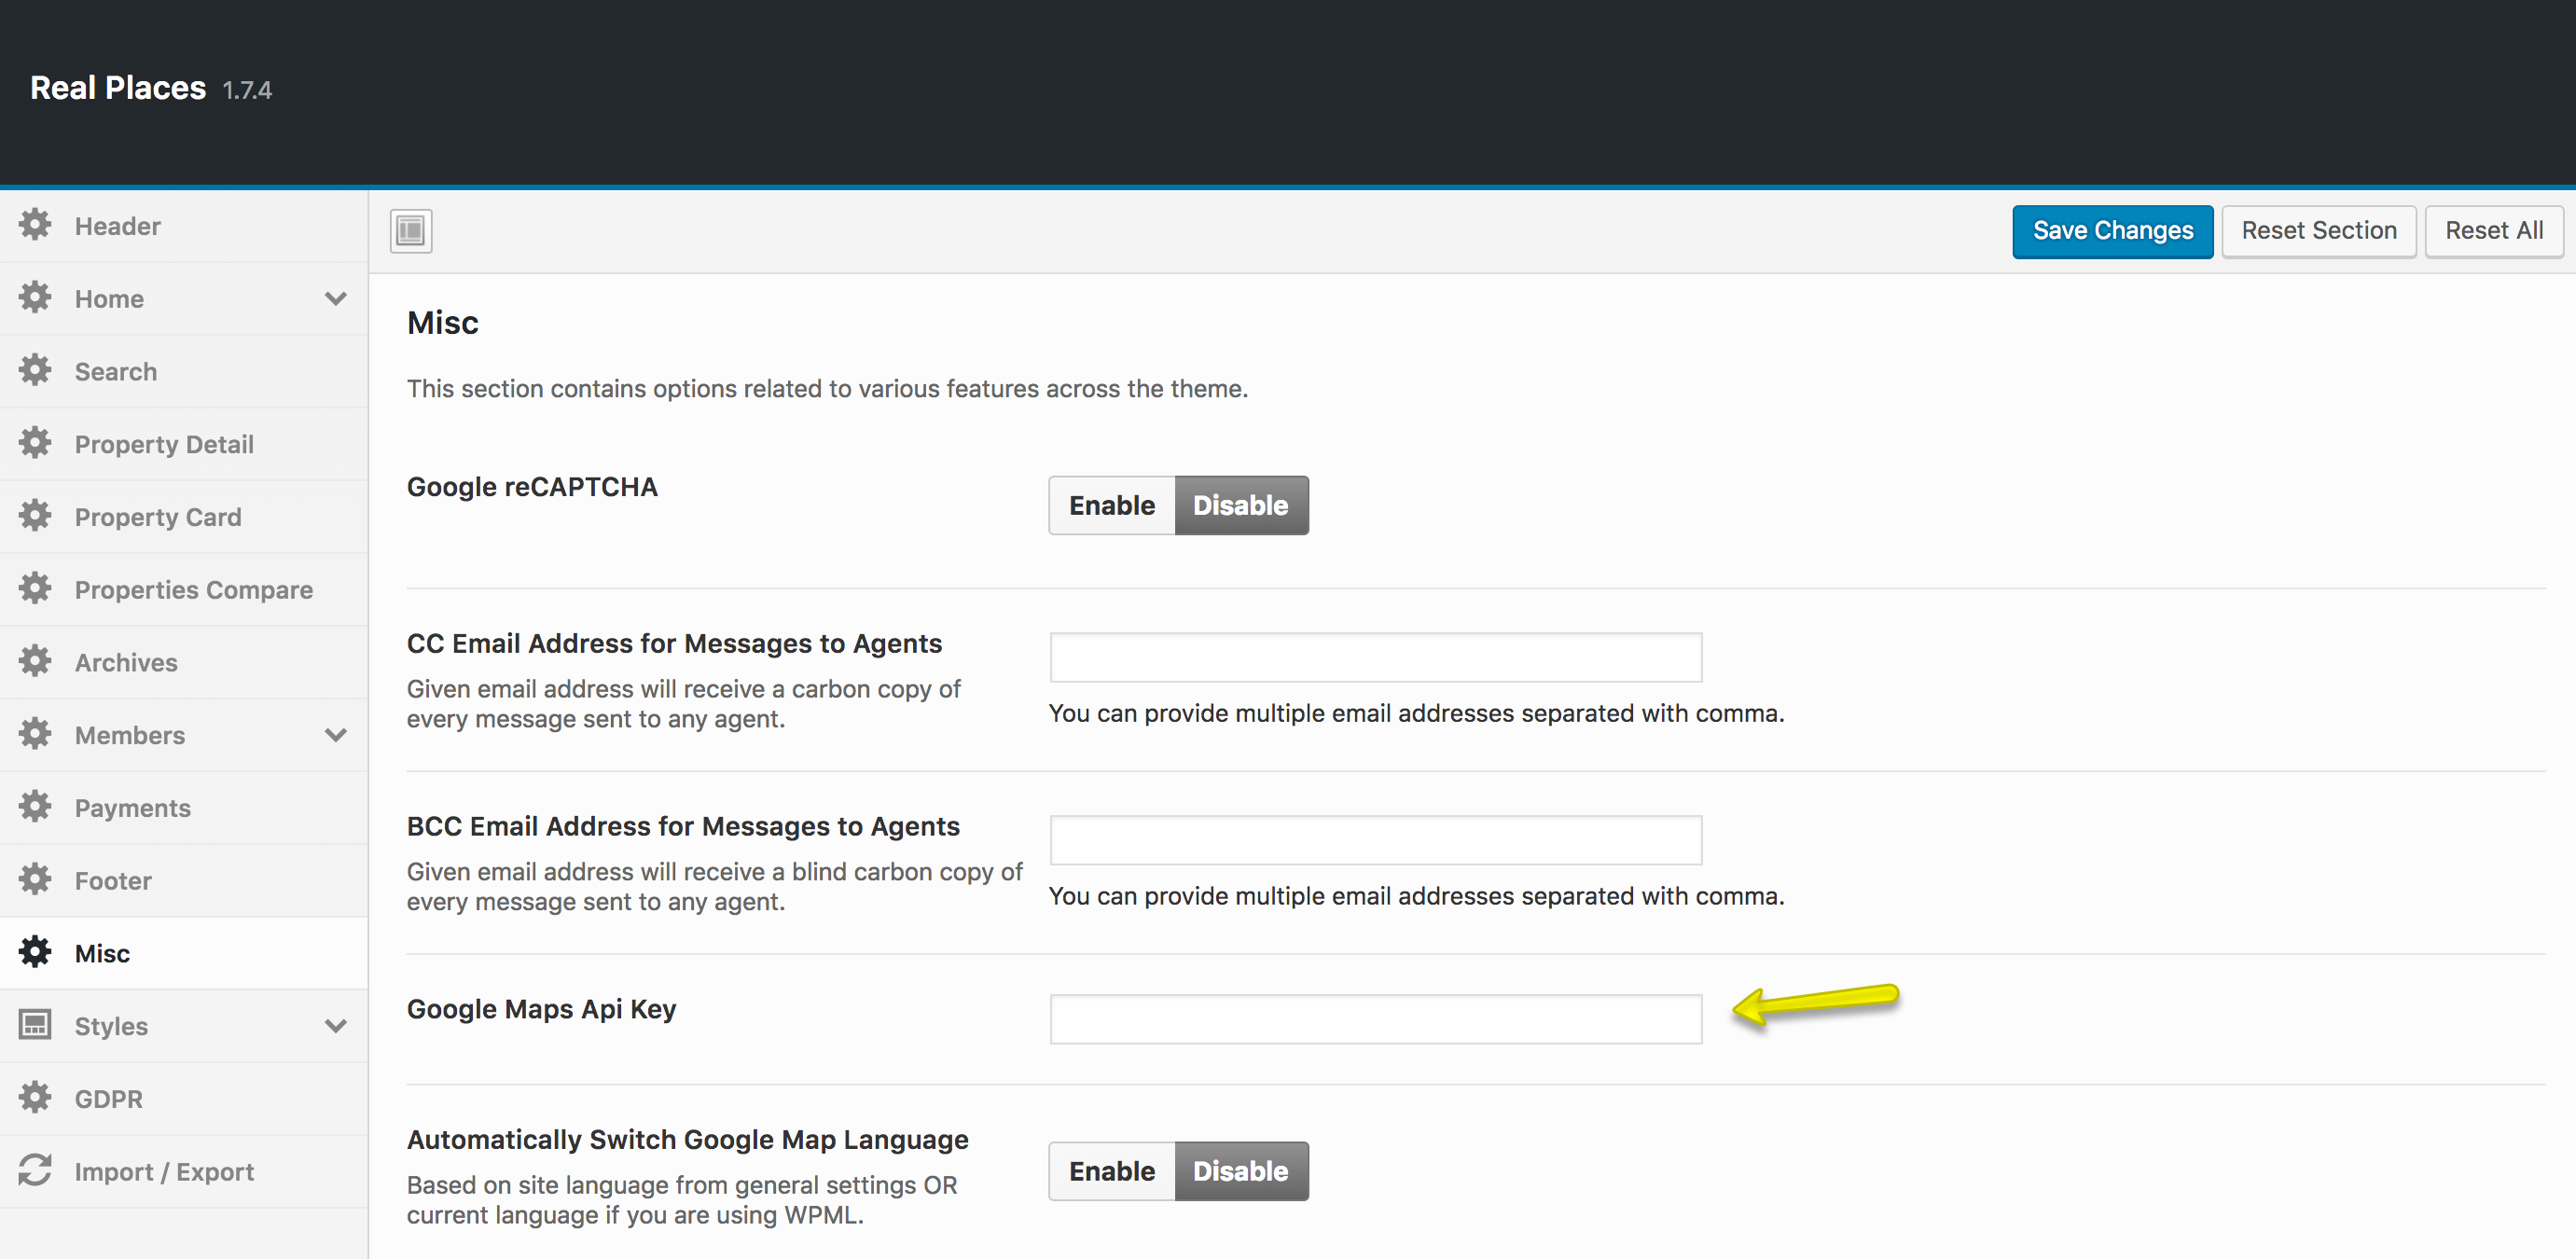 Real Places 1.7.4
Header
Home
Search
Property Detail
Property Card
Properties Compare
Archives
Members
Payments
Footer
Misc
Styles
GDPR
Import / Export
Save Changes
Reset Section
Reset All
Misc
This section contains options related to various features across the theme.
Google reCAPTCHA
Enable
Disable
CC Email Address for Messages to Agents
Given email address will receive a carbon copy of
every message sent to any agent.
You can provide multiple email addresses separated with comma.
BCC Email Address for Messages to Agents
Given email address will receive a blind carbon copy of
every message sent to any agent.
You can provide multiple email addresses separated with comma.
Google Maps Api Key
Automatically Switch Google Map Language
Based on site language from general settings OR
current language if you are using WPML.
Enable
Disable